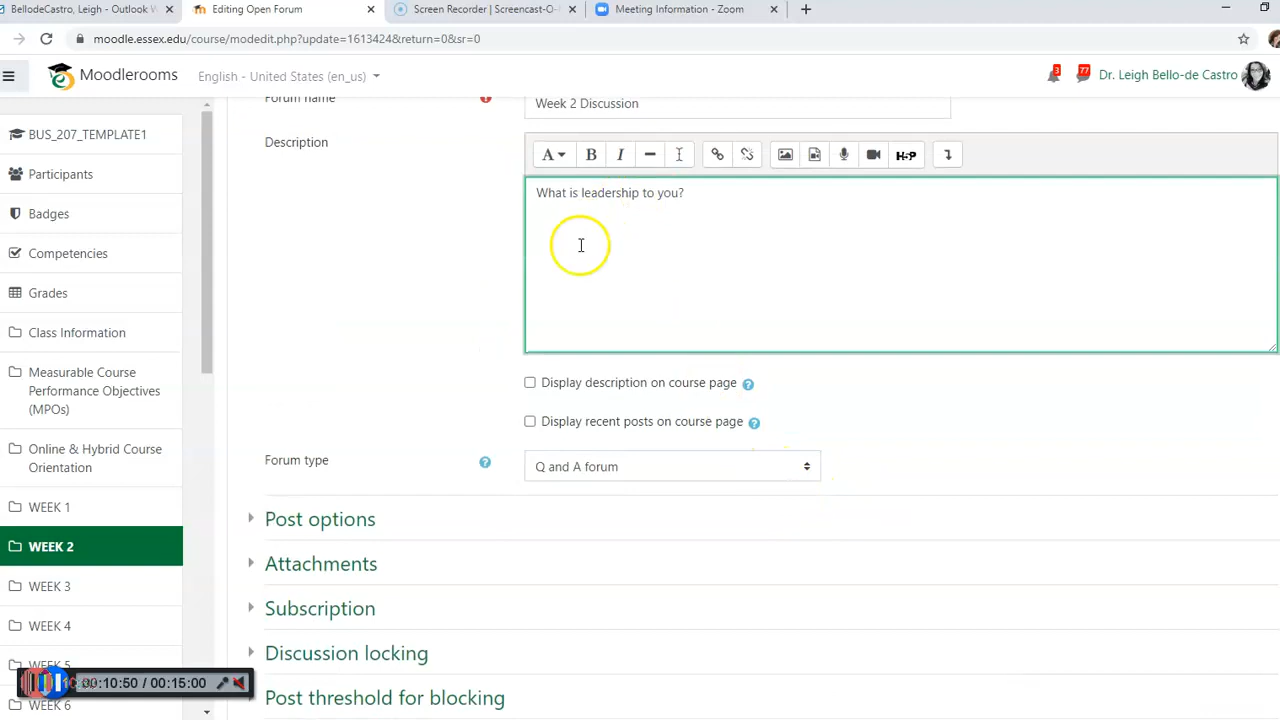 BellodeCastro, Leigh - Outlook W
Editing Open Forum
Screen Recorder | Screencast-O-
Meeting Information - Zoom
moodle.essex.edu/course/modedit.php?update=1613424&return=0&sr=0
Moodlerooms
English - United States (en_us)
3
77
Dr. Leigh Bello-de Castro
BUS_207_TEMPLATE1
Participants
Badges
Competencies
Grades
Class Information
Measurable Course
Performance Objectives
(MPOs)
Online & Hybrid Course
Orientation
WEEK 1
WEEK 2
WEEK 3
WEEK 4
WEEK 5
WEEK 6
Forum name
Week 2 Discussion
Description
A
B
I
H-P
What is leadership to you?
Display description on course page
Display recent posts on course page
Forum type
Q and A forum
Post options
Attachments
Subscription
Discussion locking
Post threshold for blocking
00:10:50 / 00:15:00